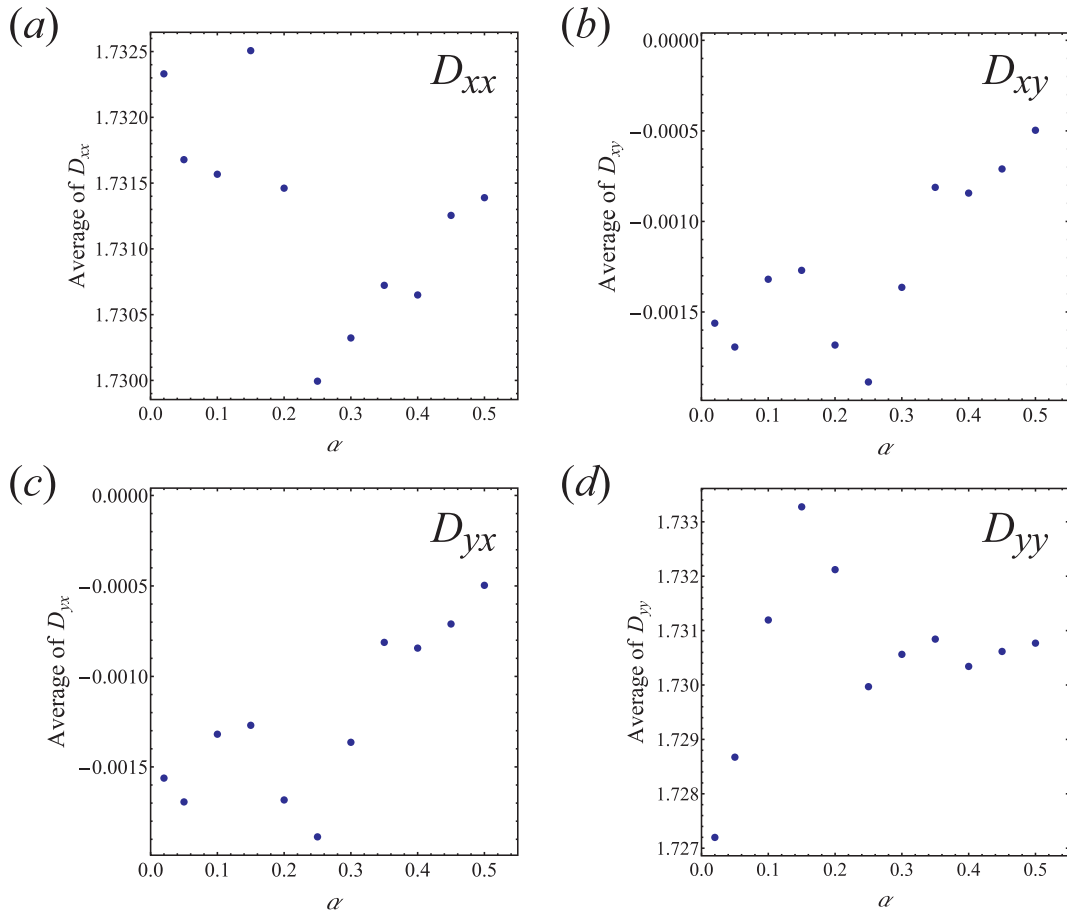 (a)
D_xx
Average of D_xx
1.7325
1.7320
1.7315
1.7310
1.7305
1.7300
0.0 0.1 0.2 0.3 0.4 0.5
α
(b)
D_xy
Average of D_xy
0.0000
−0.0005
−0.0010
−0.0015
0.0 0.1 0.2 0.3 0.4 0.5
α
(c)
D_yx
Average of D_yx
0.0000
−0.0005
−0.0010
−0.0015
0.0 0.1 0.2 0.3 0.4 0.5
α
(d)
D_yy
Average of D_yy
1.733
1.732
1.731
1.730
1.729
1.728
1.727
0.0 0.1 0.2 0.3 0.4 0.5
α